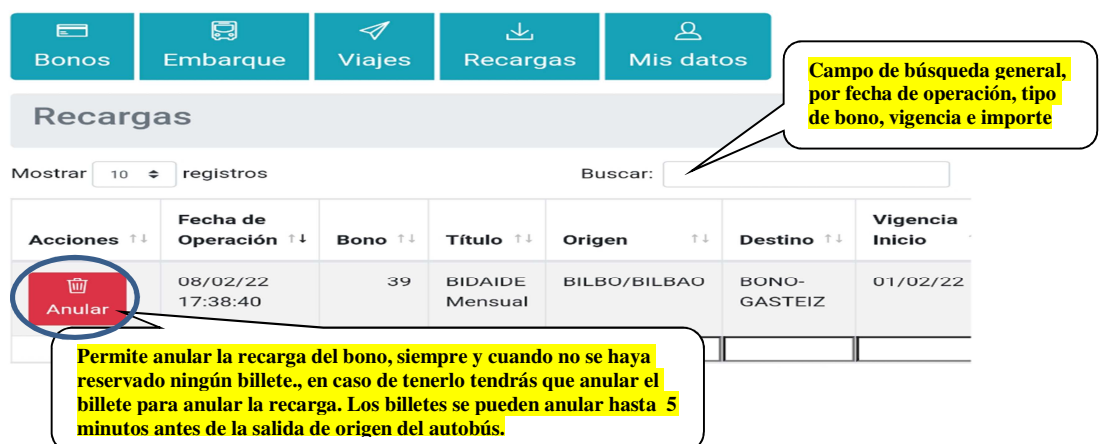 Bonos Embarque Viajes Recargas Mis datos
Campo de búsqueda general,
por fecha de operación, tipo
de bono, vigencia e importe
Recargas
Mostrar 10 registros Buscar:
Acciones Fecha de Operación Bono Título Origen Destino Vigencia Inicio
Anular 08/02/22 17:38:40 39 BIDAIDE Mensual BILBO/BILBAO BONO-GASTEIZ 01/02/22
Permite anular la recarga del bono, siempre y cuando no se haya
reservado ningún billete., en caso de tenerlo tendrás que anular el
billete para anular la recarga. Los billetes se pueden anular hasta 5
minutos antes de la salida de origen del autobús.